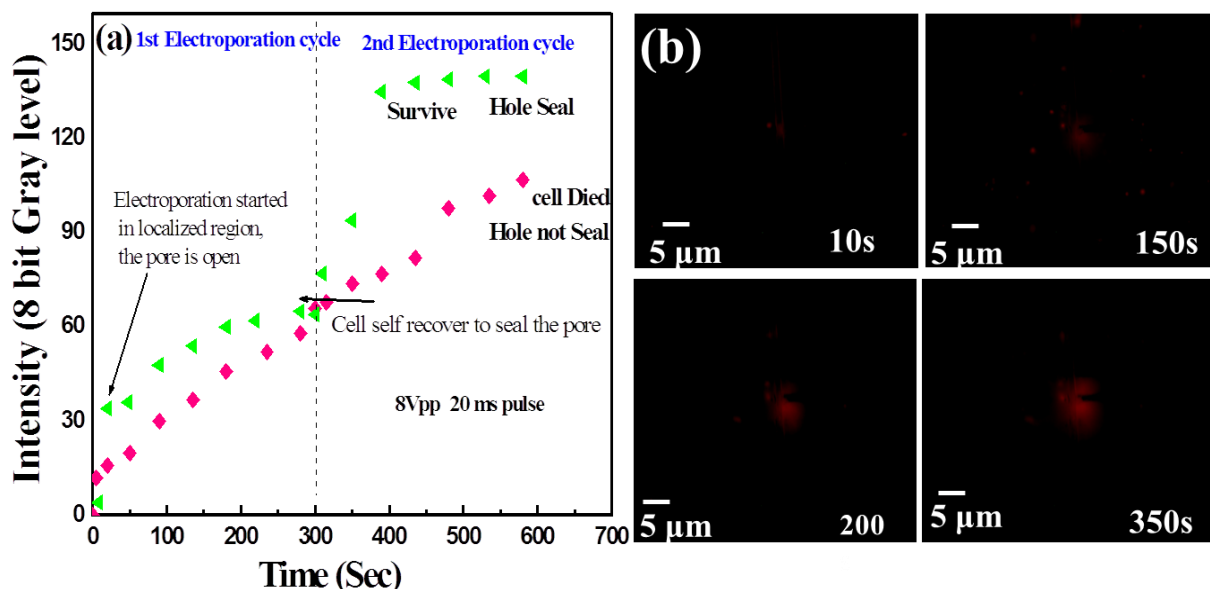 (a)
1st Electroporation cycle
2nd Electroporation cycle
150
120
90
60
30
0
Intensity (8 bit Gray level)
Survive
Hole Seal
Electroporation started
in localized region,
the pore is open
cell Died
Hole not Seal
Cell self recover to seal the pore
8Vpp 20 ms pulse
0 100 200 300 400 500 600 700
Time (Sec)
(b)
5 µm
10s
5 µm
150s
5 µm
200
5 µm
350s